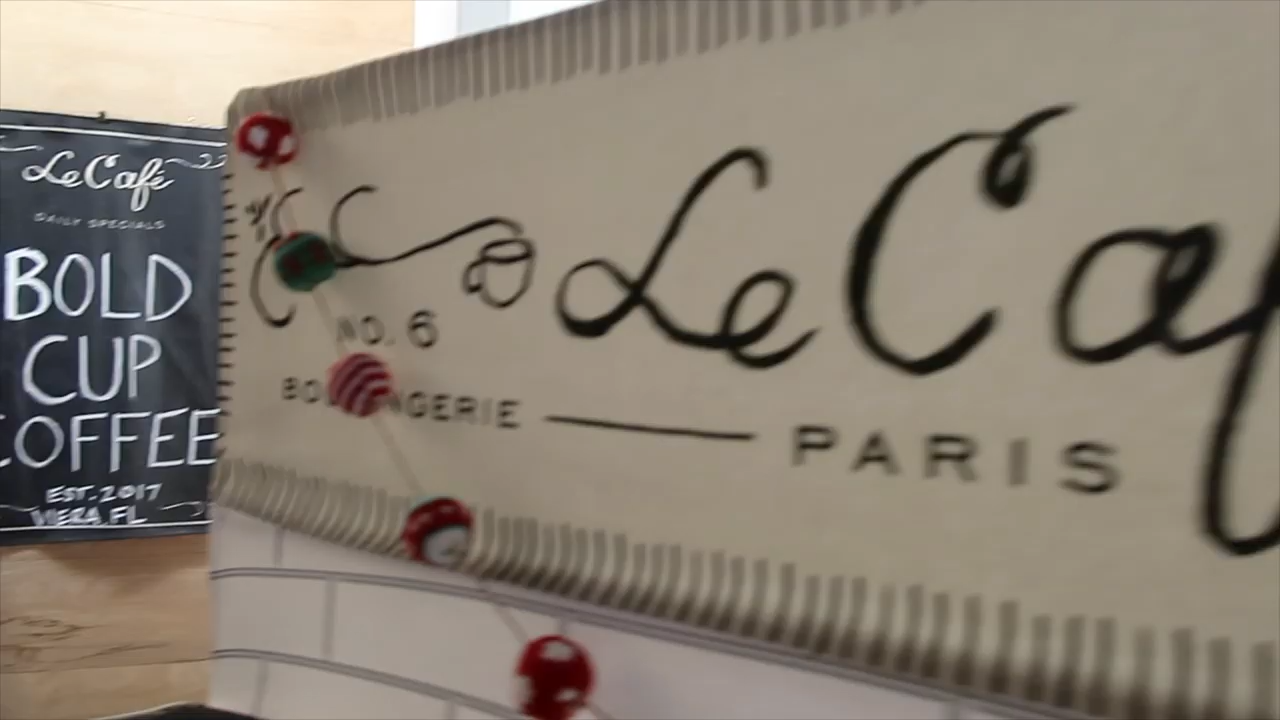 Le Café
DAILY SPECIALS
BOLD
CUP
COFFEE
EST. 2017
VIERA, FL
Le Caf
NO. 6
PARIS